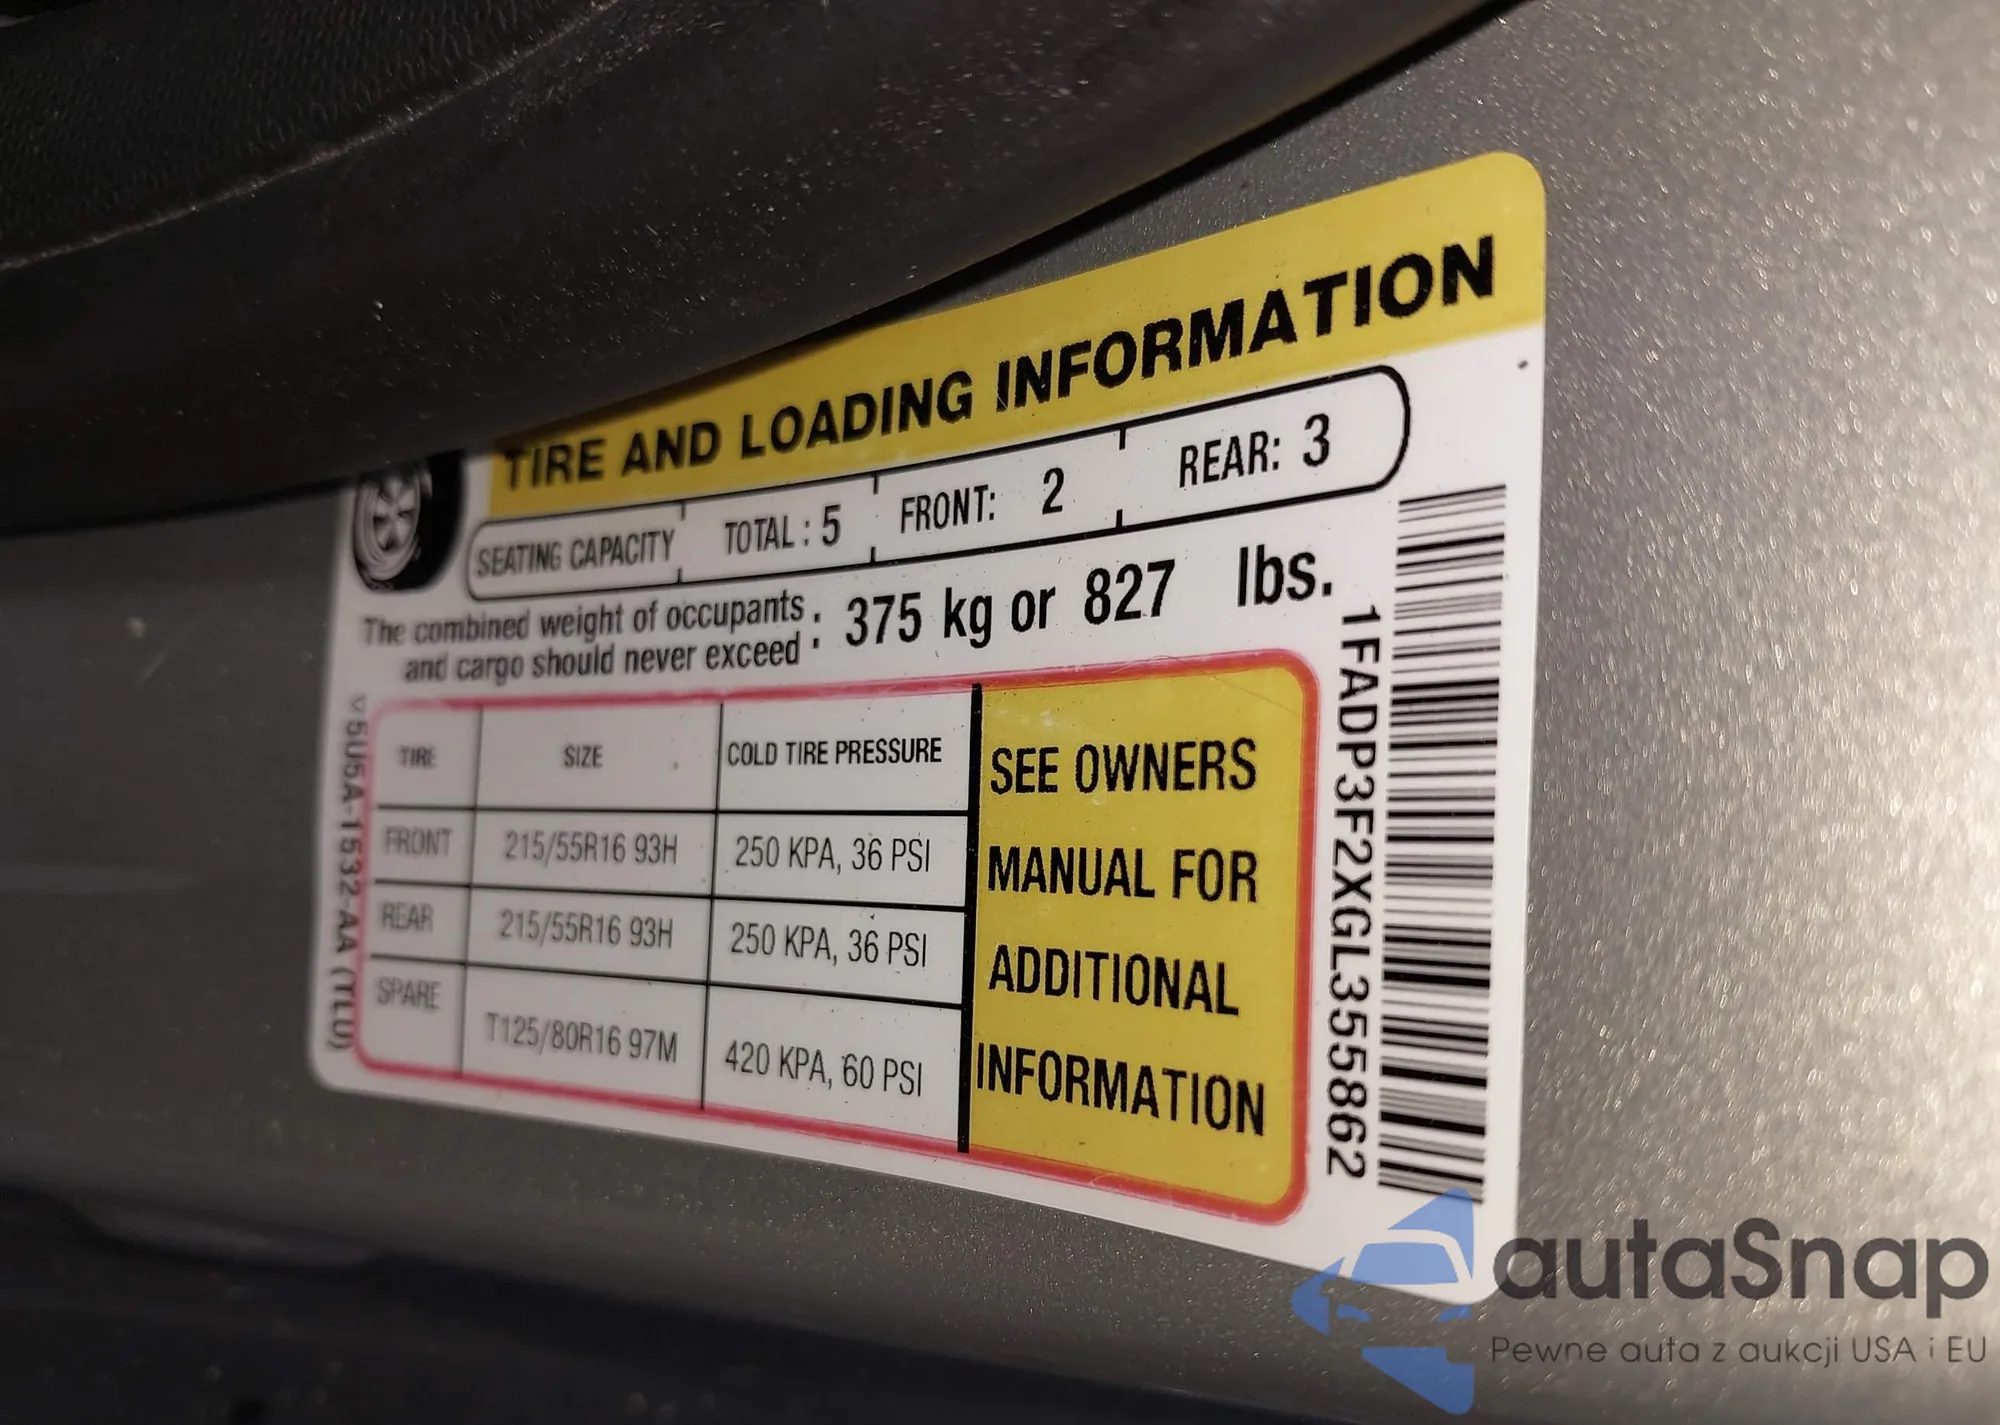 TIRE AND LOADING INFORMATION
SEATING CAPACITY TOTAL : 5 FRONT: 2 REAR: 3
The combined weight of occupants
and cargo should never exceed : 375 kg or 827 lbs.
TIRE SIZE COLD TIRE PRESSURE
FRONT 215/55R16 93H 250 KPA, 36 PSI
REAR 215/55R16 93H 250 KPA, 36 PSI
SPARE T125/80R16 97M 420 KPA, 60 PSI
SEE OWNERS
MANUAL FOR
ADDITIONAL
INFORMATION
5U5A-1532-AA (TLU)
1FADP3F2XGL355862
autaSnap
Pewne auta z aukcji USA i EU